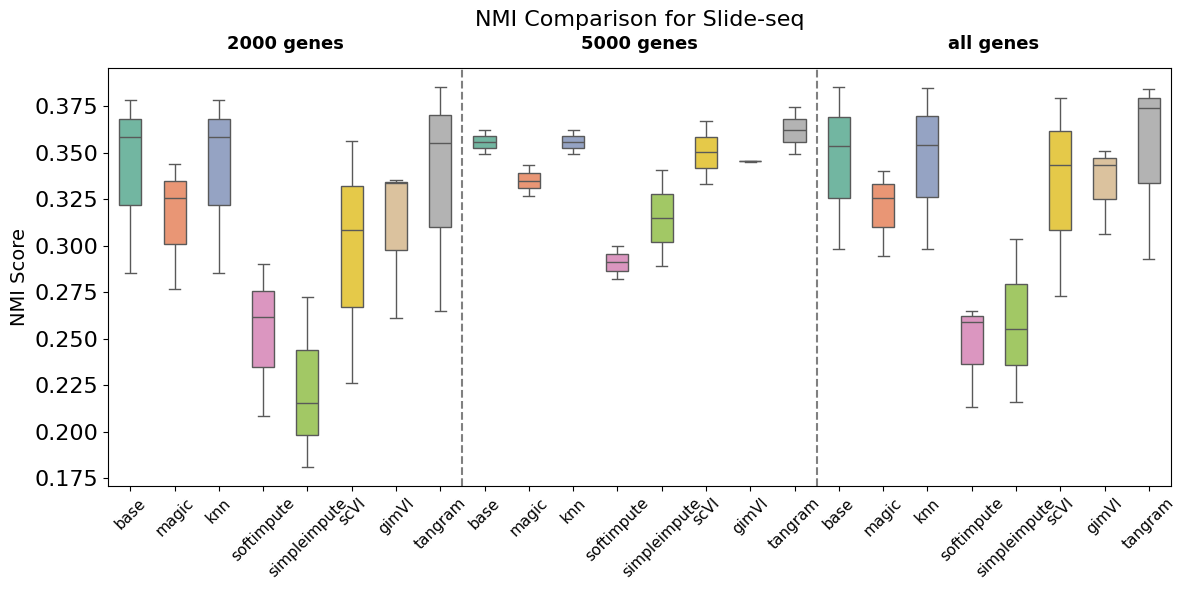 NMI Comparison for Slide-seq
2000 genes
5000 genes
all genes
NMI Score
0.375
0.350
0.325
0.300
0.275
0.250
0.225
0.200
0.175
base
magic
knn
softimpute
simpleimpute
scVI
gimVI
tangram
base
magic
knn
softimpute
simpleimpute
scVI
gimVI
tangram
base
magic
knn
softimpute
simpleimpute
scVI
gimVI
tangram